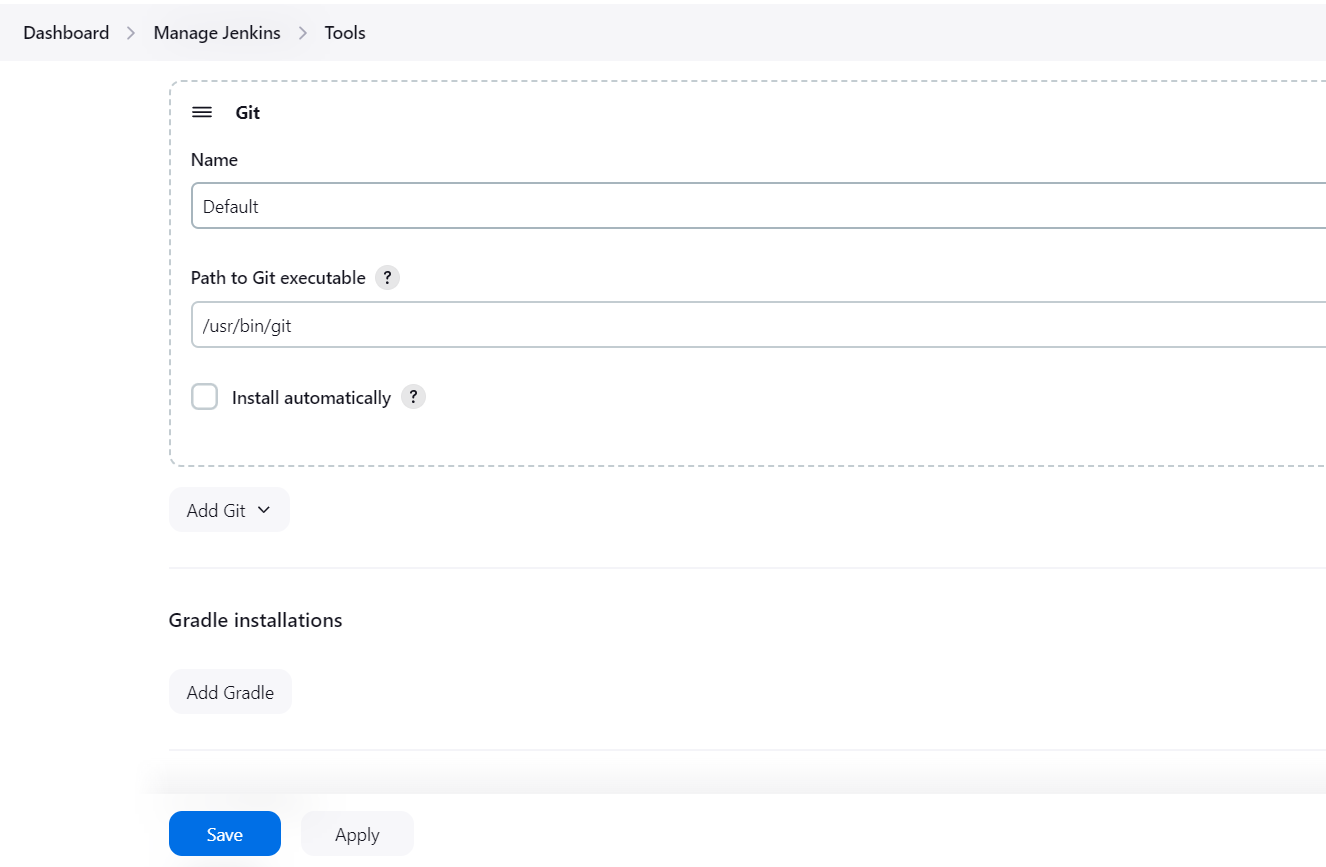 Dashboard > Manage Jenkins > Tools
Git
Name
Default
Path to Git executable ?
/usr/bin/git
Install automatically ?
Add Git
Gradle installations
Add Gradle
Save Apply